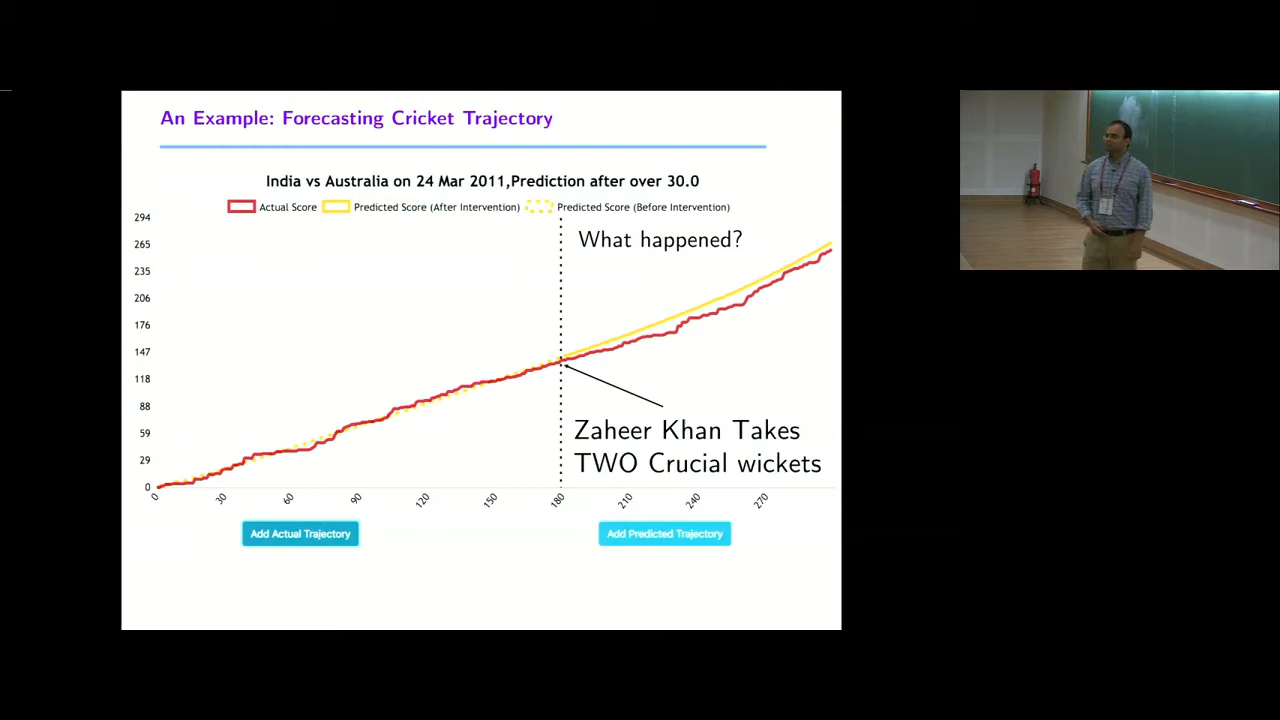 An Example: Forecasting Cricket Trajectory
India vs Australia on 24 Mar 2011,Prediction after over 30.0
Actual Score
Predicted Score (After Intervention)
Predicted Score (Before Intervention)
What happened?
294
265
235
206
176
147
118
88
59
29
0
Zaheer Khan Takes
TWO Crucial wickets
0
30
60
90
120
150
180
210
240
270
Add Actual Trajectory
Add Predicted Trajectory